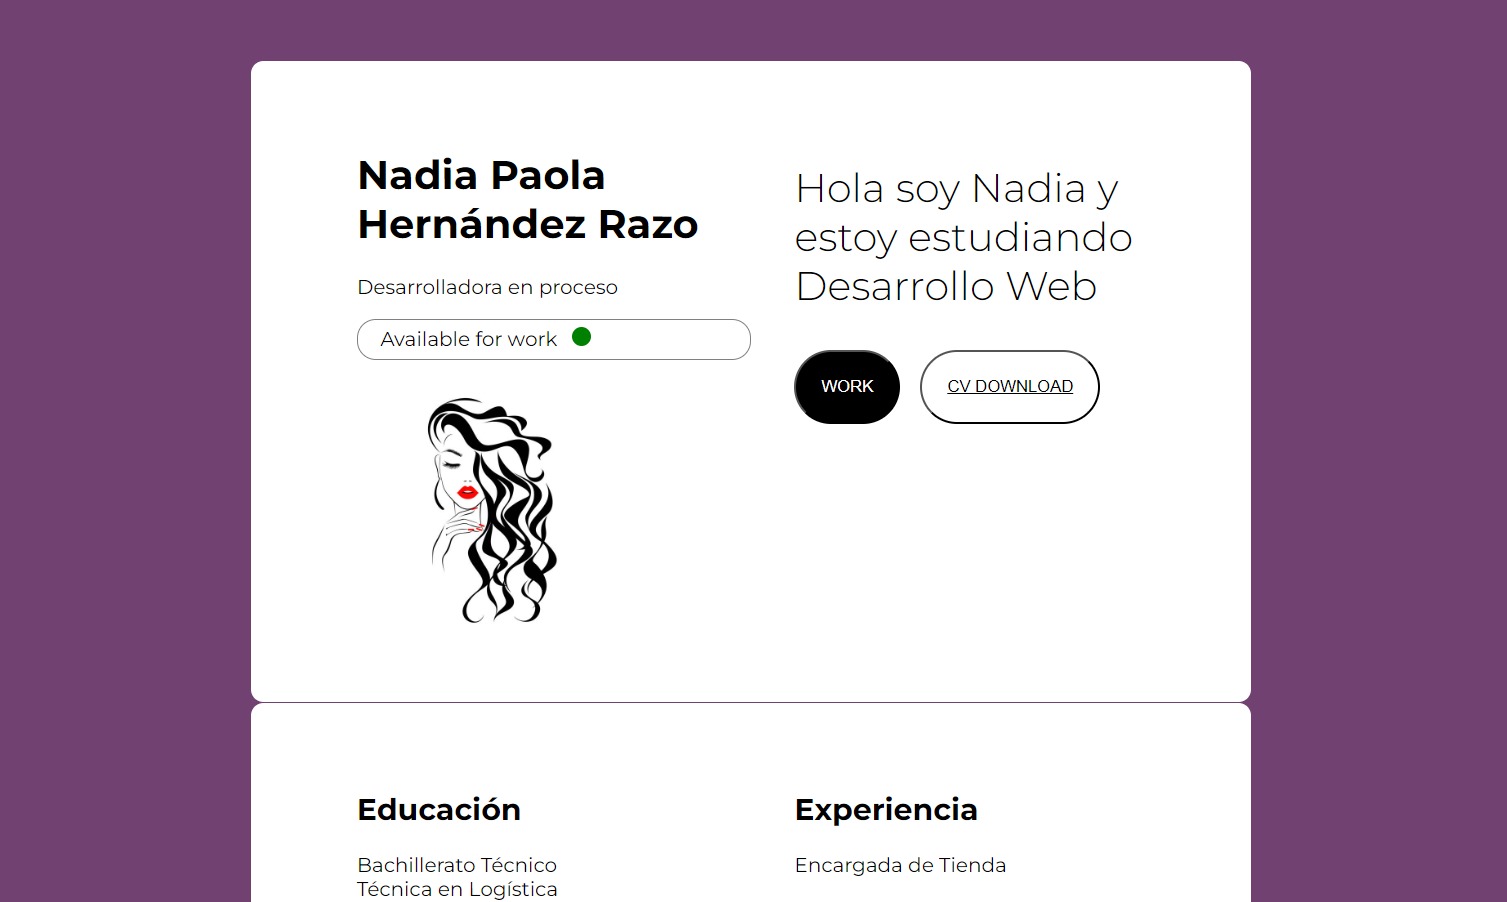 Nadia Paola
Hernández Razo
Desarrolladora en proceso
Available for work
Hola soy Nadia y
estoy estudiando
Desarrollo Web
WORK
CV DOWNLOAD
Educación
Bachillerato Técnico
Técnica en Logística
Experiencia
Encargada de Tienda